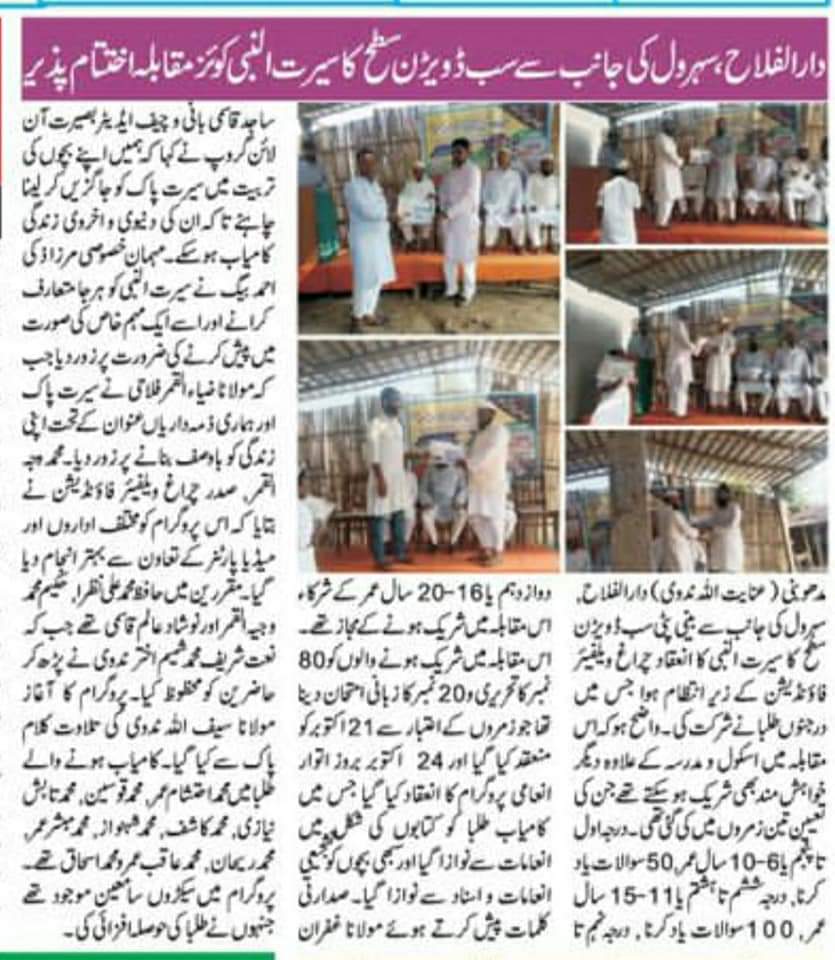 دارالفلاح، سہرول کی جانب سے سب ڈویژن سطح کا سیرت النبی کوئز مقابلہ اختتام پذیر
مدھوبنی (عنایت اللہ ندوی) دارالفلاح،
سہرول کی جانب سے بینی پٹی سب ڈویژن
سطح کا سیرت النبی کا انعقاد چراغ ویلفیئر
فاؤنڈیشن کے زیر انتظام ہوا جس میں
درجنوں طلبا نے شرکت کی۔ واضح ہو کہ اس
مقابلہ میں اسکول و مدرسہ کے علاوہ دیگر
خواہش مند بھی شریک ہو سکتے تھے جن کی
تعیین تین زمروں میں کی گئی تھی۔ درجہ اول
تا پنجم یا 6-10 سال عمر، 50 سوالات یاد
کرنا، درجہ ششم تا ہشتم یا 11-15 سال
عمر، 100 سوالات یاد کرنا، درجہ نہم تا
دوازدہم یا 16-20 سال عمر کے شرکاء
اس مقابلہ میں شریک ہونے کے مجاز تھے۔
اس مقابلہ میں شریک ہونے والوں کو 80
نمبر کا تحریری و 20 نمبر کا زبانی امتحان دینا
تھا جو زمروں کے اعتبار سے 21 اکتوبر کو
منعقد کیا گیا اور 24 اکتوبر بروز اتوار
انعامی پروگرام کا انعقاد کیا گیا جس میں
کامیاب طلبا کو کتابوں کی شکل میں
انعامات سے نوازا گیا اور سبھی بچوں کو تشجیعی
انعامات و اسناد سے نوازا گیا۔ صدارتی
کلمات پیش کرتے ہوئے مولانا غفران
ساجد قاسمی بانی و چیف ایڈیٹر بصیرت آن
لائن گروپ نے کہا کہ ہمیں اپنے بچوں کی
تربیت میں سیرت پاک کو جاگزیں کر لینا
چاہئے تاکہ ان کی دنیوی و اخروی زندگی
کامیاب ہو سکے۔ مہمان خصوصی مرزا ذکی
احمد بیگ نے سیرت النبی کو ہر جا متعارف
کرانے اور اسے ایک مہم خاص کی صورت
میں پیش کرنے کی ضرورت پر زور دیا جب
کہ مولانا ضیاء القمر فلاحی نے سیرت پاک
اور ہماری ذمہ داریاں عنوان کے تحت اپنی
زندگی کو باوصف بنانے پر زور دیا۔ محمد وجہ
القمر، صدر چراغ ویلفیئر فاؤنڈیشن نے
بتایا کہ اس پروگرام کو مختلف اداروں اور
میڈیا پارٹنر کے تعاون سے بہتر انجام دیا
گیا۔ مقررین میں حافظ محمد علی نظرا، حکیم محمد
وجیہ القمر اور نوشاد عالم قاسمی تھے جب کہ
نعت شریف محمد شمیم اختر ندوی نے پڑھ کر
حاضرین کو محظوظ کیا۔ پروگرام کا آغاز
مولانا سیف اللہ ندوی کی تلاوت کلام
پاک سے کیا گیا۔ کامیاب ہونے والے
طلبا میں محمد احتشام عمر، محمد قوسین، محمد تابش
نیازی، محمد کاشف، محمد شہواز، محمد مبشر عمر،
محمد ریحان، محمد عاقب عمر و محمد اسحاق تھے۔
پروگرام میں سیکڑوں سامعین موجود تھے
جنہوں نے طلبا کی حوصلہ افزائی کی۔